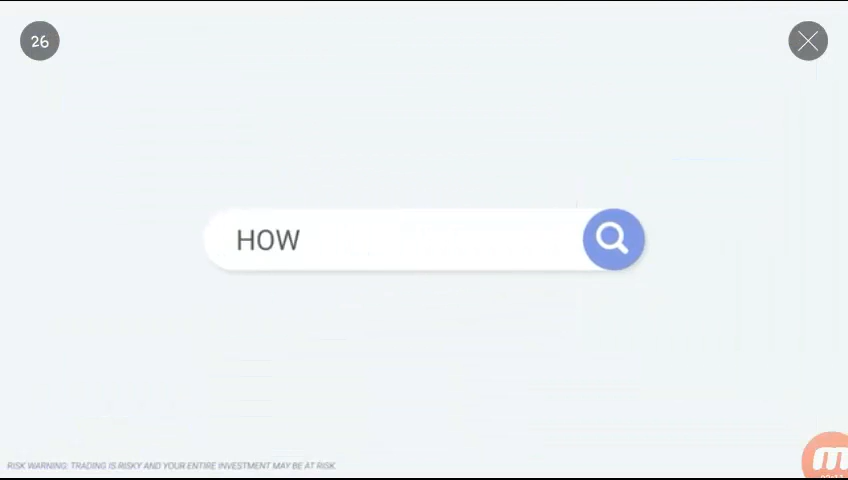 26
HOW
RISK WARNING: TRADING IS RISKY AND YOUR ENTIRE INVESTMENT MAY BE AT RISK.